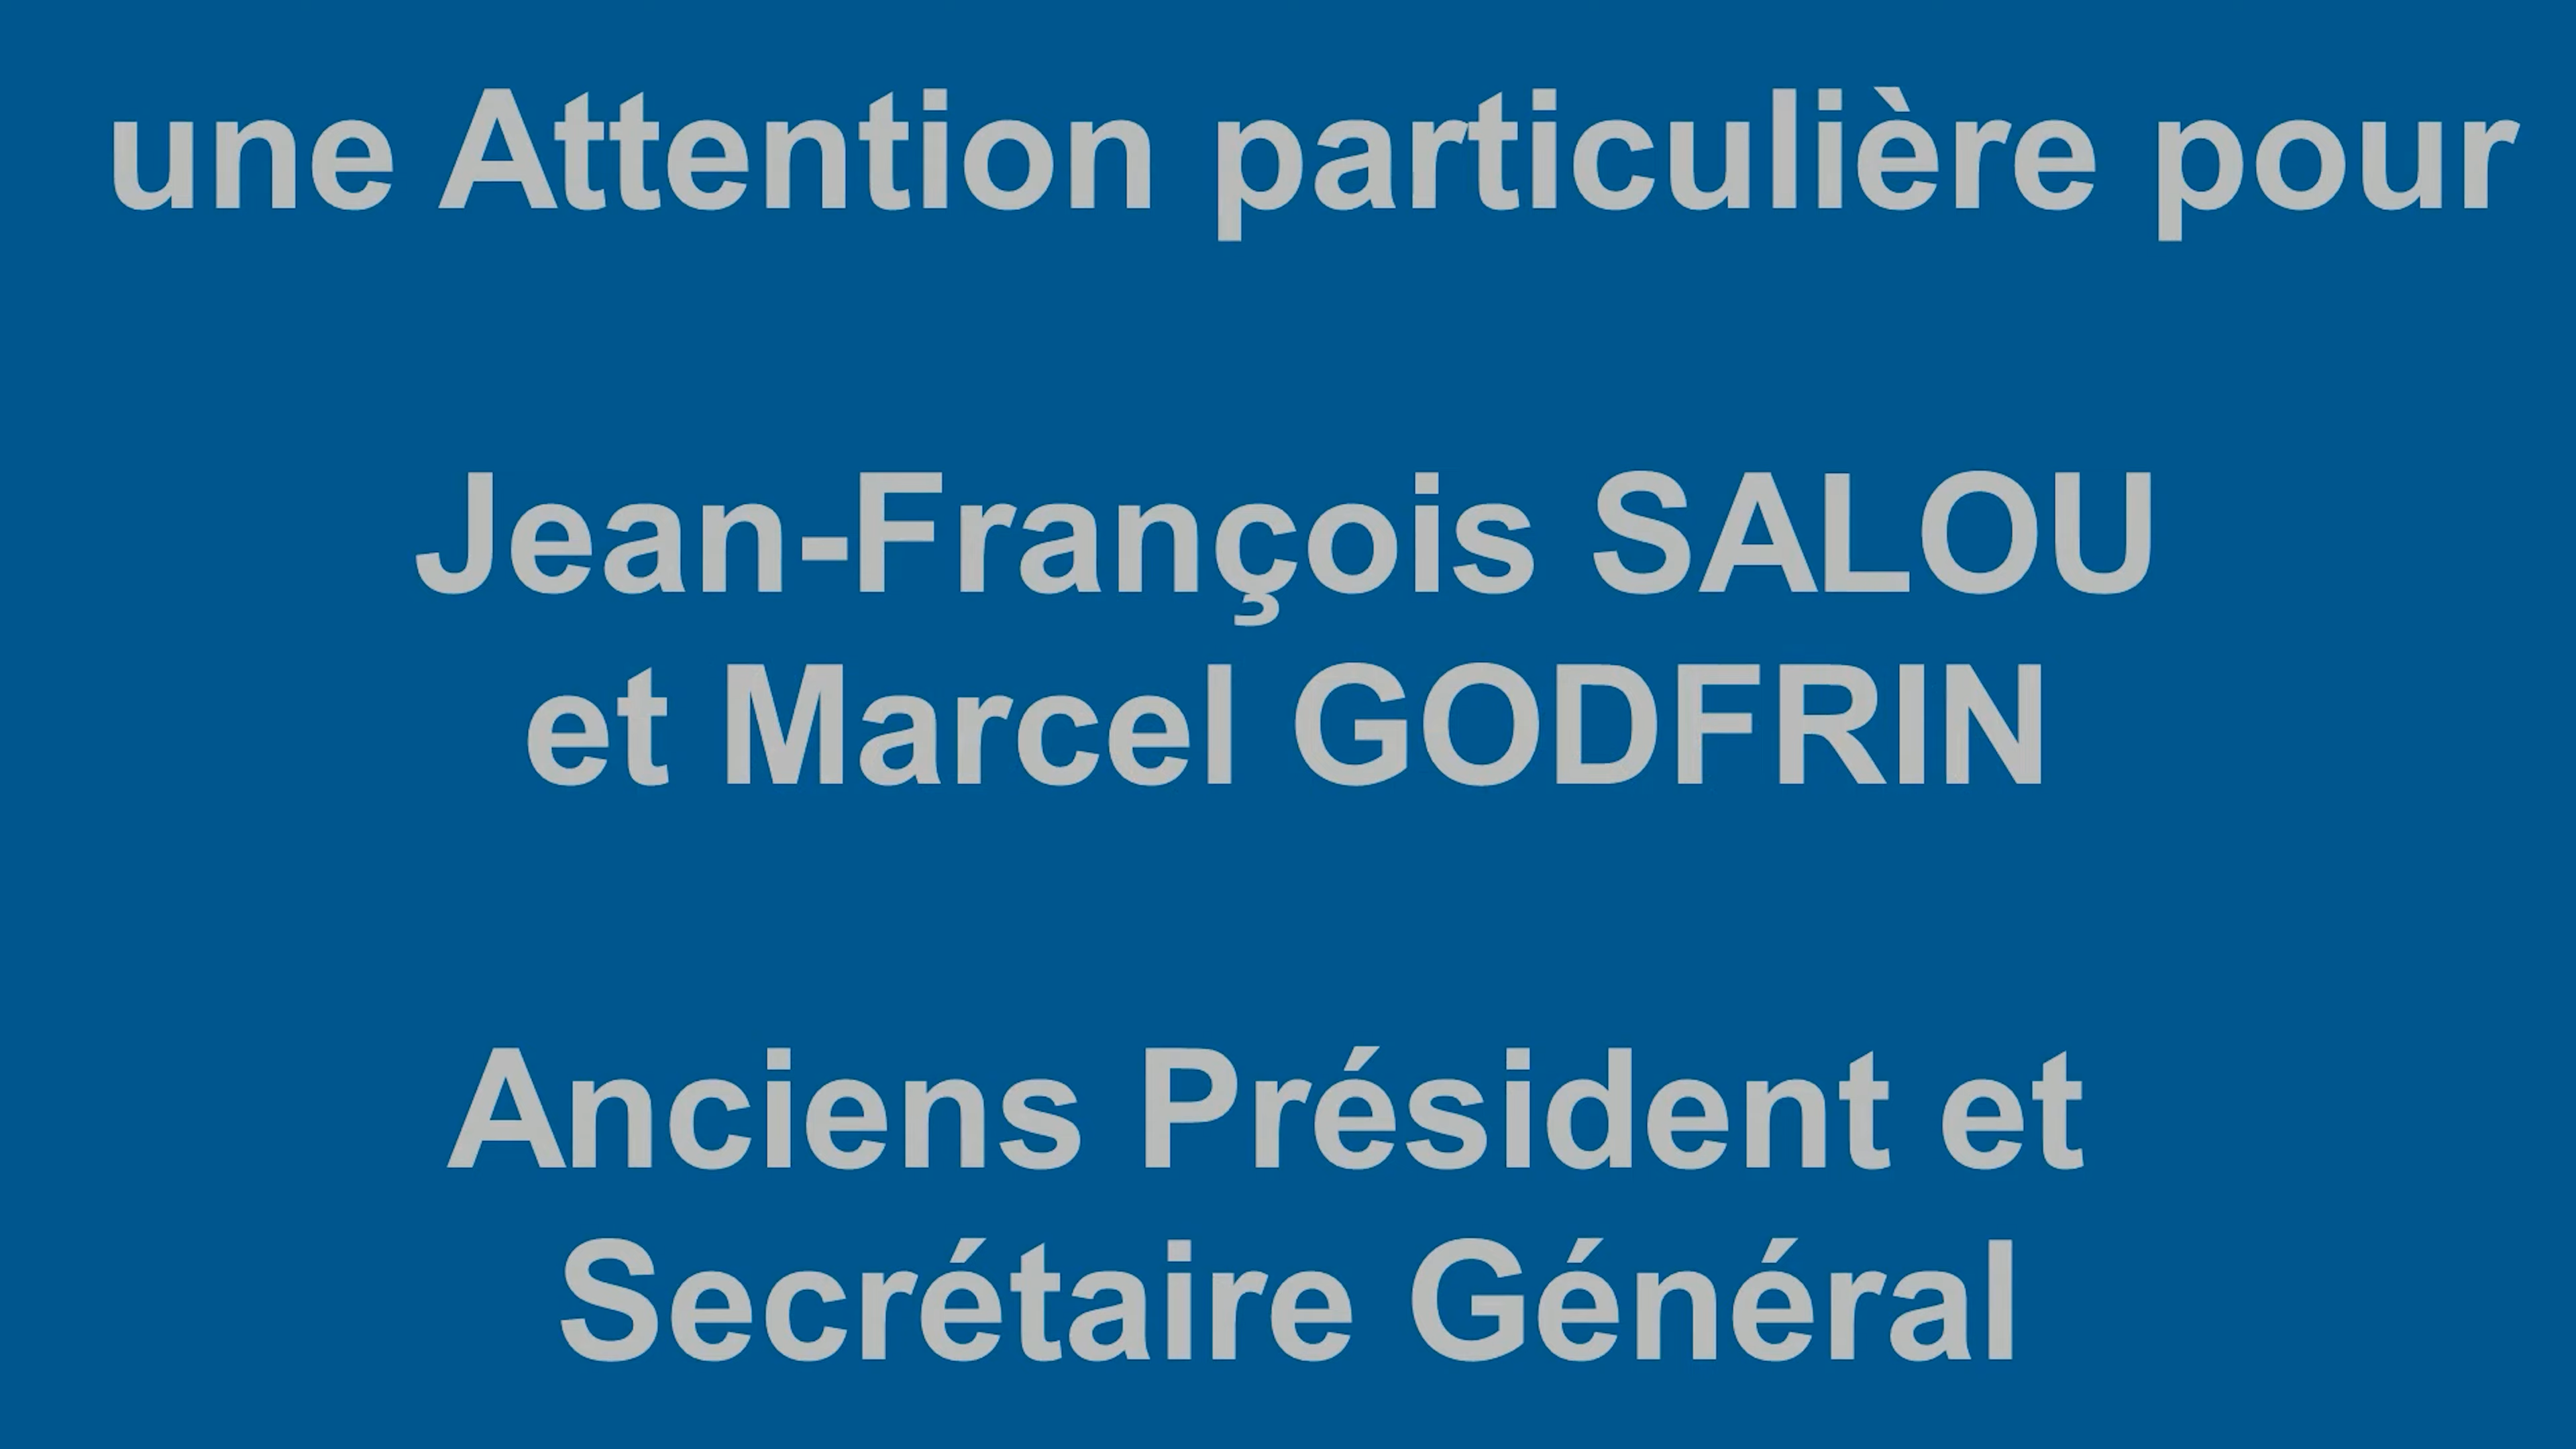 une Attention particulière pour
Jean-François SALOU
et Marcel GODFRIN
Anciens Président et
Secrétaire Général